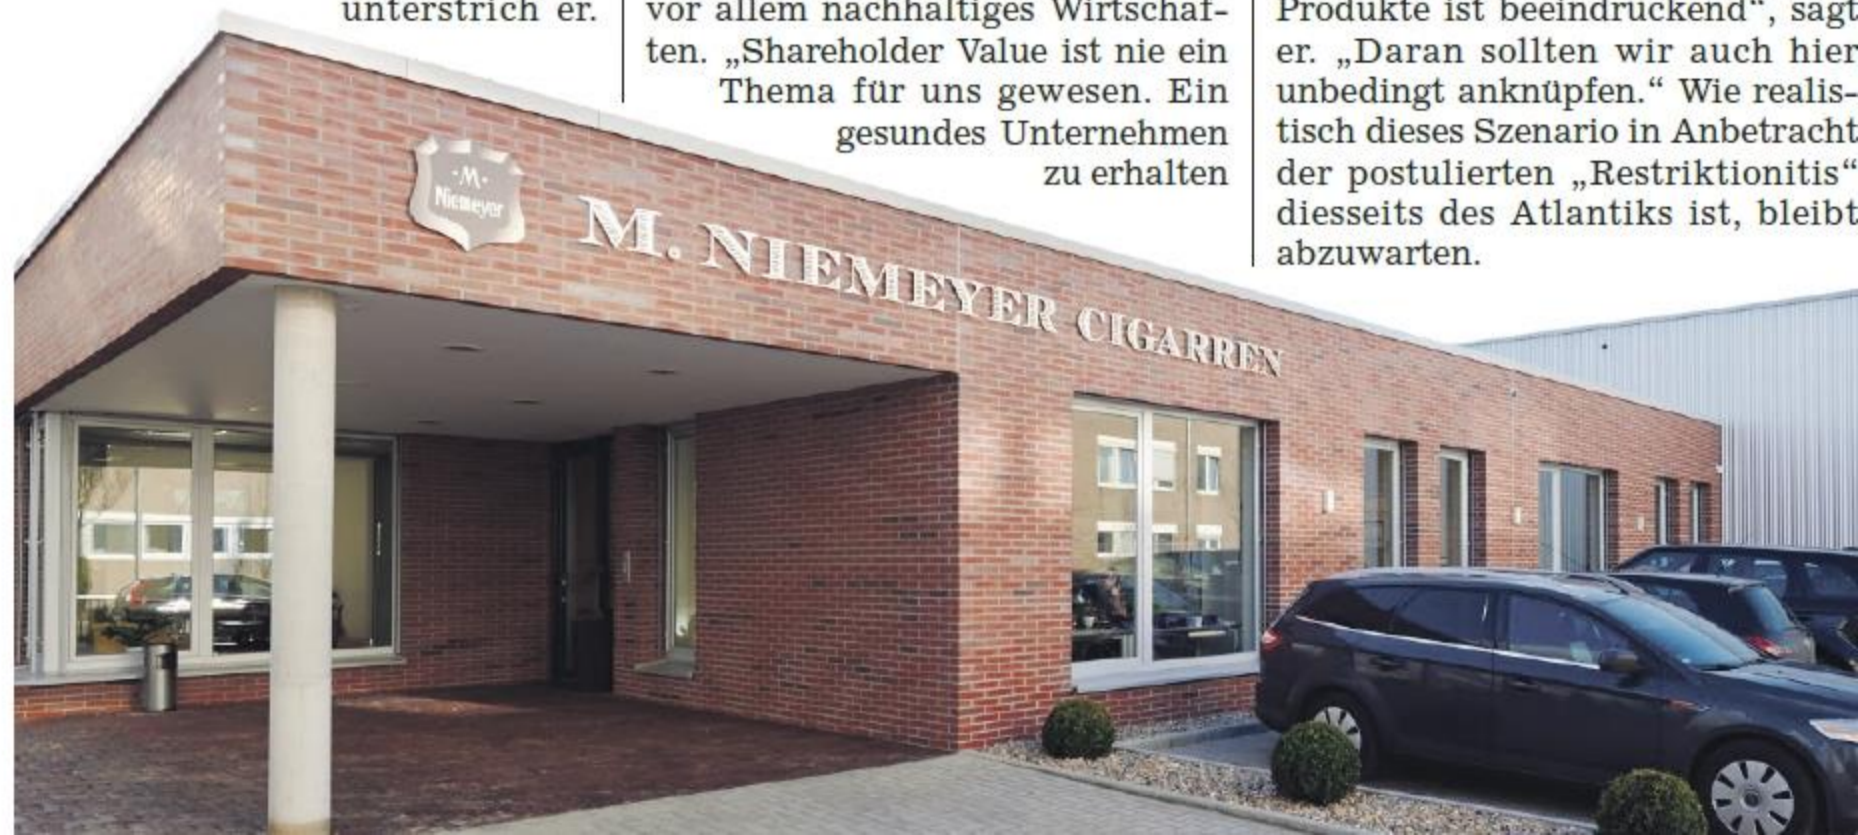 unterstrich er.
vor allem nachhaltiges Wirtschaf-
ten. „Shareholder Value ist nie ein
Thema für uns gewesen. Ein
gesundes Unternehmen
zu erhalten
Produkte ist beeindruckend“, sagt
er. „Daran sollten wir auch hier
unbedingt anknüpfen.“ Wie realis-
tisch dieses Szenario in Anbetracht
der postulierten „Restriktionitis“
diesseits des Atlantiks ist, bleibt
abzuwarten.
·M·
Niemeyer
M. NIEMEYER CIGARREN